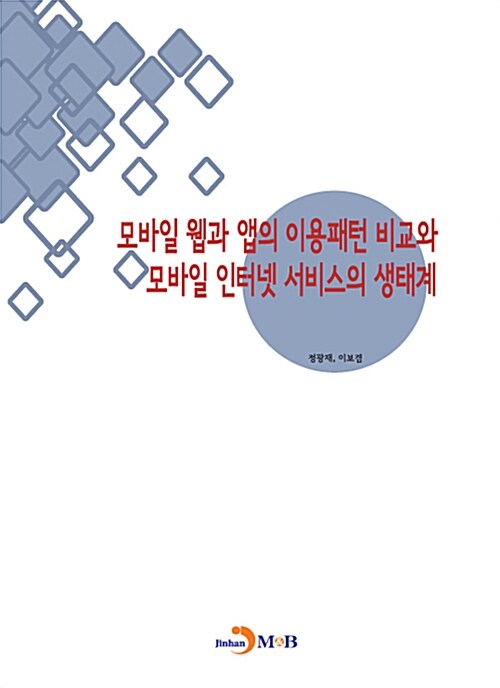 모바일 웹과 앱의 이용패턴 비교와
모바일 인터넷 서비스의 생태계
정광재, 이보겸
Jinhan M&B